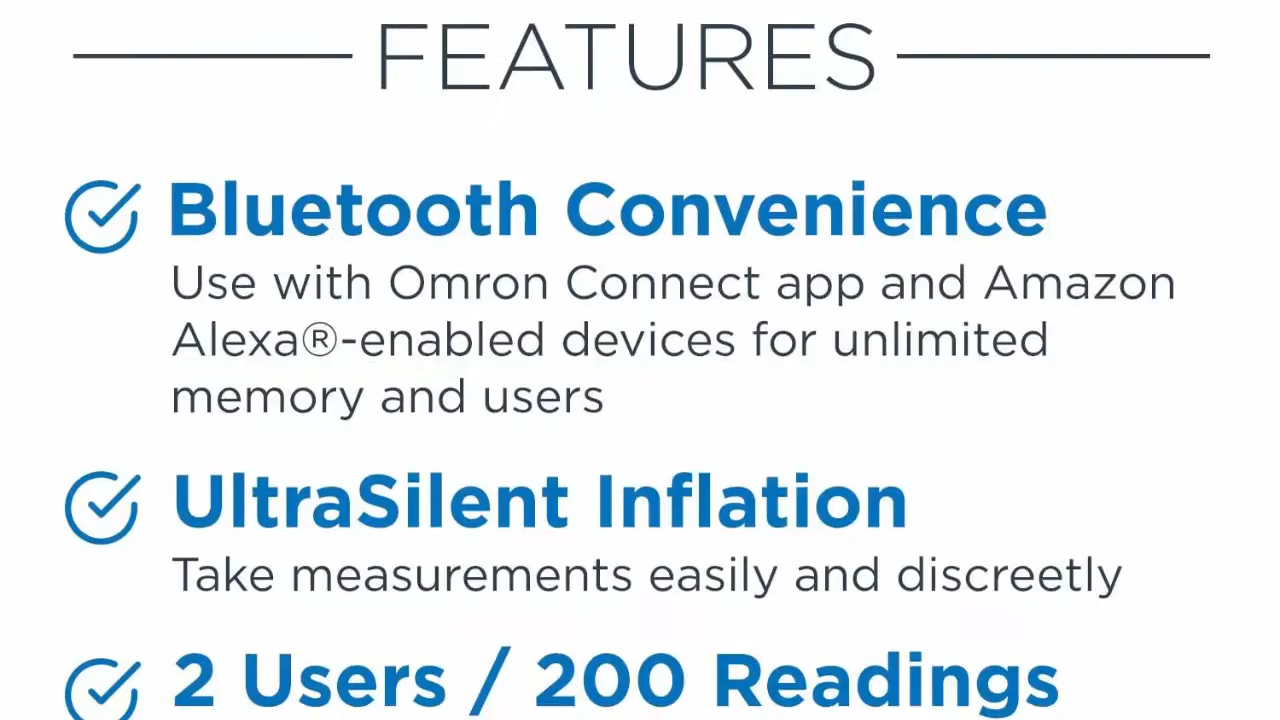 FEATURES
Bluetooth Convenience
Use with Omron Connect app and Amazon
Alexa®-enabled devices for unlimited
memory and users
UltraSilent Inflation
Take measurements easily and discreetly
2 Users / 200 Readings